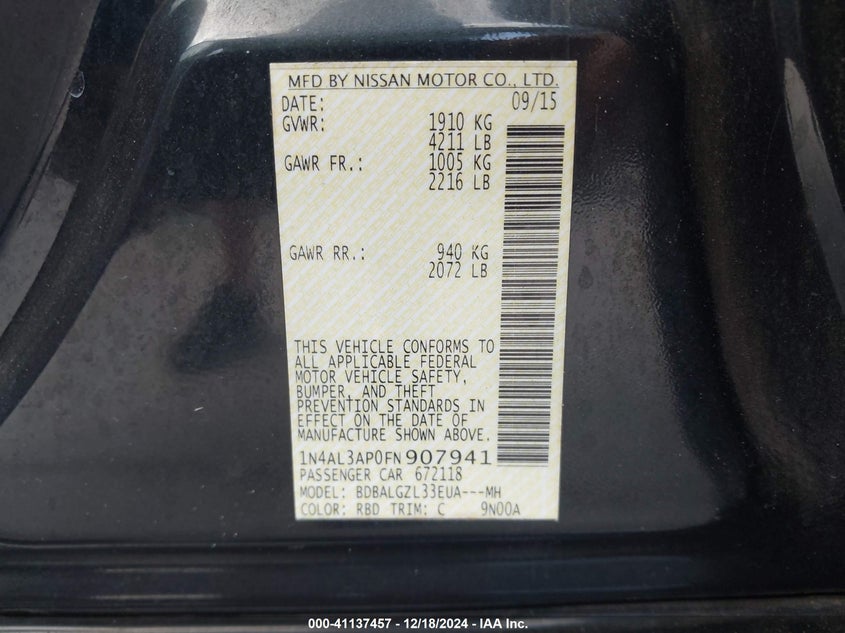 MFD BY NISSAN MOTOR CO., LTD.
DATE: 09/15
GVWR: 1910 KG
4211 LB
GAWR FR.: 1005 KG
2216 LB
GAWR RR.: 940 KG
2072 LB
THIS VEHICLE CONFORMS TO
ALL APPLICABLE FEDERAL
MOTOR VEHICLE SAFETY,
BUMPER, AND THEFT
PREVENTION STANDARDS IN
EFFECT ON THE DATE OF
MANUFACTURE SHOWN ABOVE.
1N4AL3AP0FN907941
PASSENGER CAR 672118
MODEL: BDBALGZL33EUA---MH
COLOR: RBD TRIM: C 9N00A
000-41137457 / 12/18/2024 - IAA Inc.